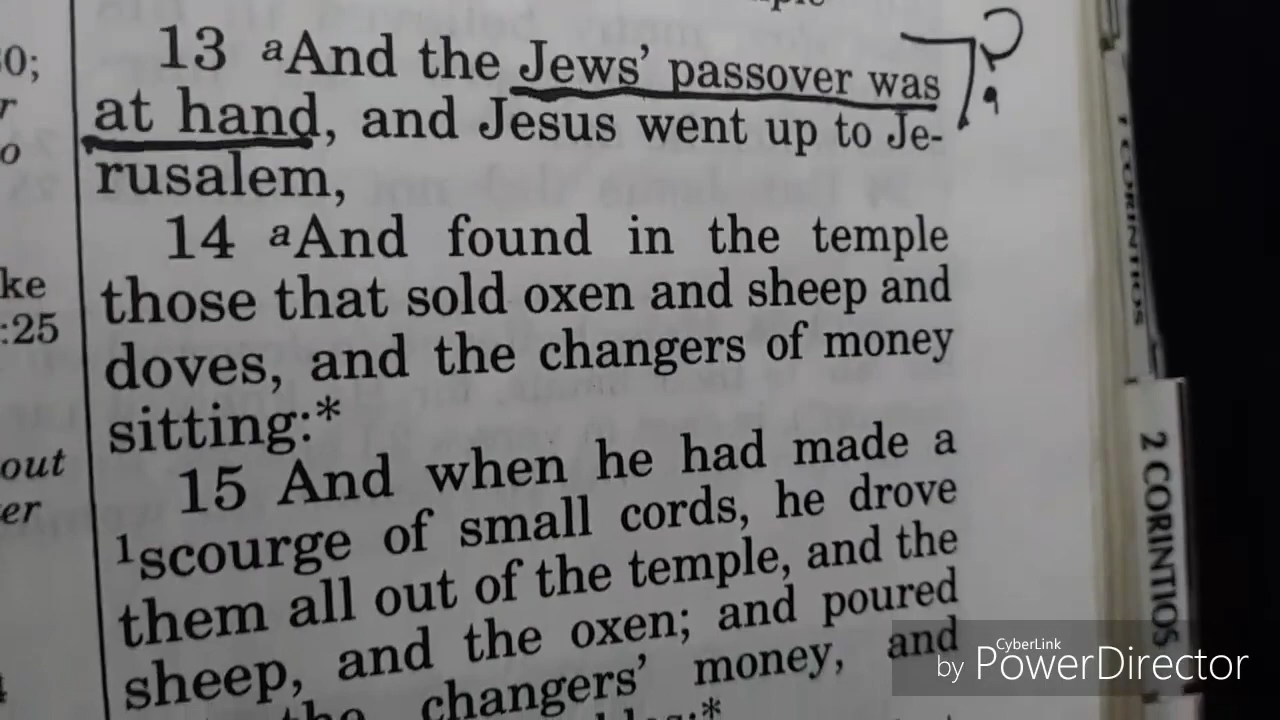 13 aAnd the Jews' passover was
at hand, and Jesus went up to Je-
rusalem,
14 aAnd found in the temple
those that sold oxen and sheep and
doves, and the changers of money
sitting:*
15 And when he had made a
1scourge of small cords, he drove
them all out of the temple, and the
sheep, and the oxen; and poured
the changers' money, and
?
0;
r
o
ke
:25
out
er
1 CORINTIOS
2 CORINTIOS
CyberLink
by PowerDirector